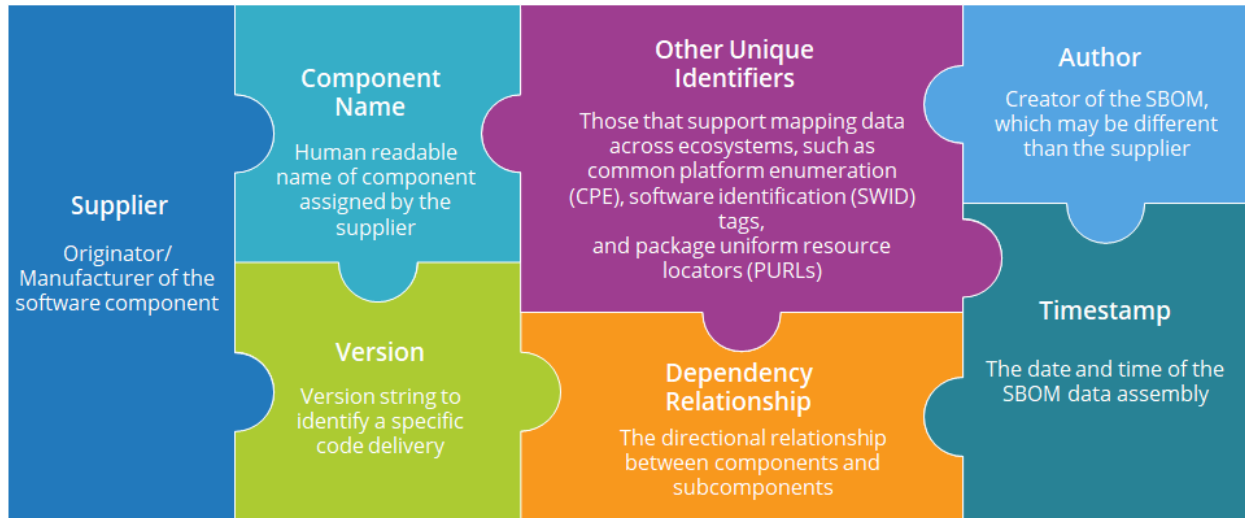 Supplier
Originator/
Manufacturer of the
software component
Component
Name
Human readable
name of component
assigned by the
supplier
Version
Version string to
identify a specific
code delivery
Other Unique
Identifiers
Those that support mapping data
across ecosystems, such as
common platform enumeration
(CPE), software identification (SWID)
tags,
and package uniform resource
locators (PURLs)
Dependency
Relationship
The directional relationship
between components and
subcomponents
Author
Creator of the SBOM,
which may be different
than the supplier
Timestamp
The date and time of the
SBOM data assembly